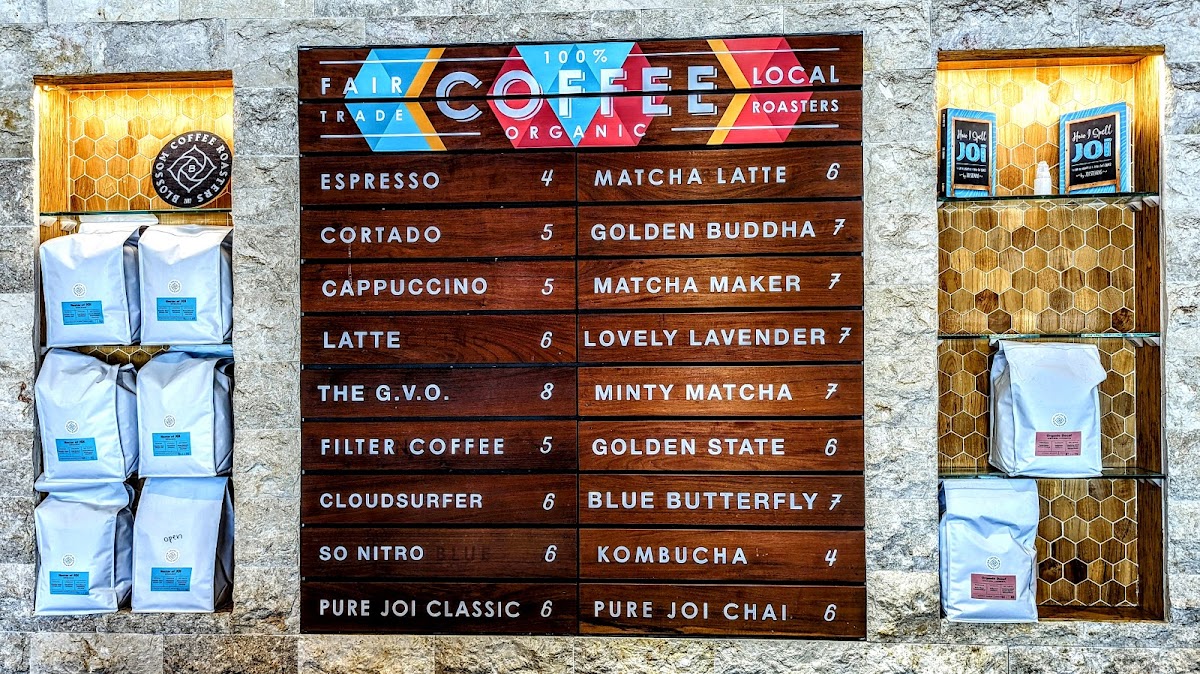 FAIR
TRADE
100%
COFFEE
ORGANIC
LOCAL
ROASTERS
ESPRESSO 4
CORTADO 5
CAPPUCCINO 5
LATTE 6
THE G.V.O. 8
FILTER COFFEE 5
CLOUDSURFER 6
SO NITRO BLUE 6
PURE JOI CLASSIC 6
MATCHA LATTE 6
GOLDEN BUDDHA 7
MATCHA MAKER 7
LOVELY LAVENDER 7
MINTY MATCHA 7
GOLDEN STATE 6
BLUE BUTTERFLY 7
KOMBUCHA 4
PURE JOI CHAI 6
BLOSSOM COFFEE ROASTERS
B
open
How I Spell
JOi
How I Spell
JOi